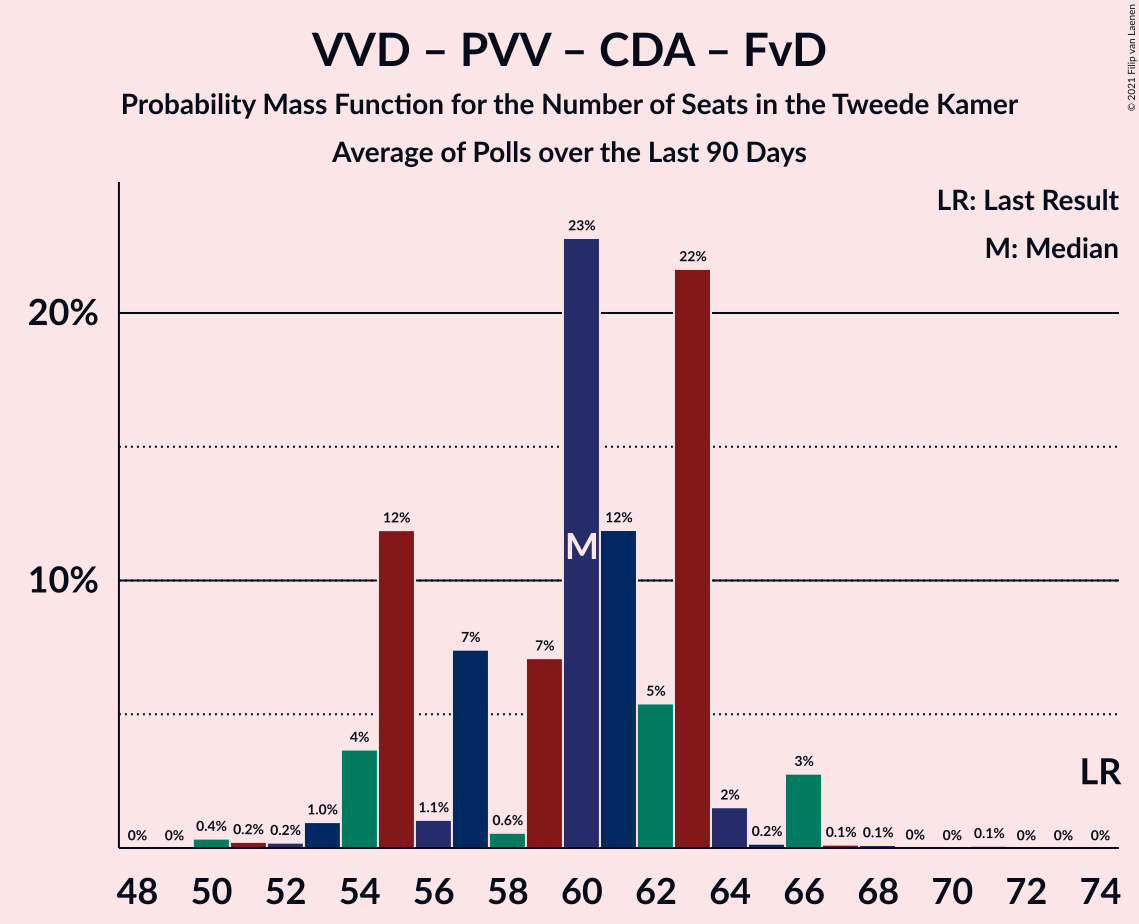 VVD – PVV – CDA – FvD
Probability Mass Function for the Number of Seats in the Tweede Kamer
Average of Polls over the Last 90 Days
© 2021 Filip van Laenen
LR: Last Result
M: Median
20%
10%
0% 0% 0.4% 0.2% 0.2% 1.0% 4% 12% 1.1% 7% 0.6% 7% 23% 12% 5% 22% 2% 0.2% 3% 0.1% 0.1% 0% 0% 0.1% 0% 0% 0%
M
LR
48 50 52 54 56 58 60 62 64 66 68 70 72 74